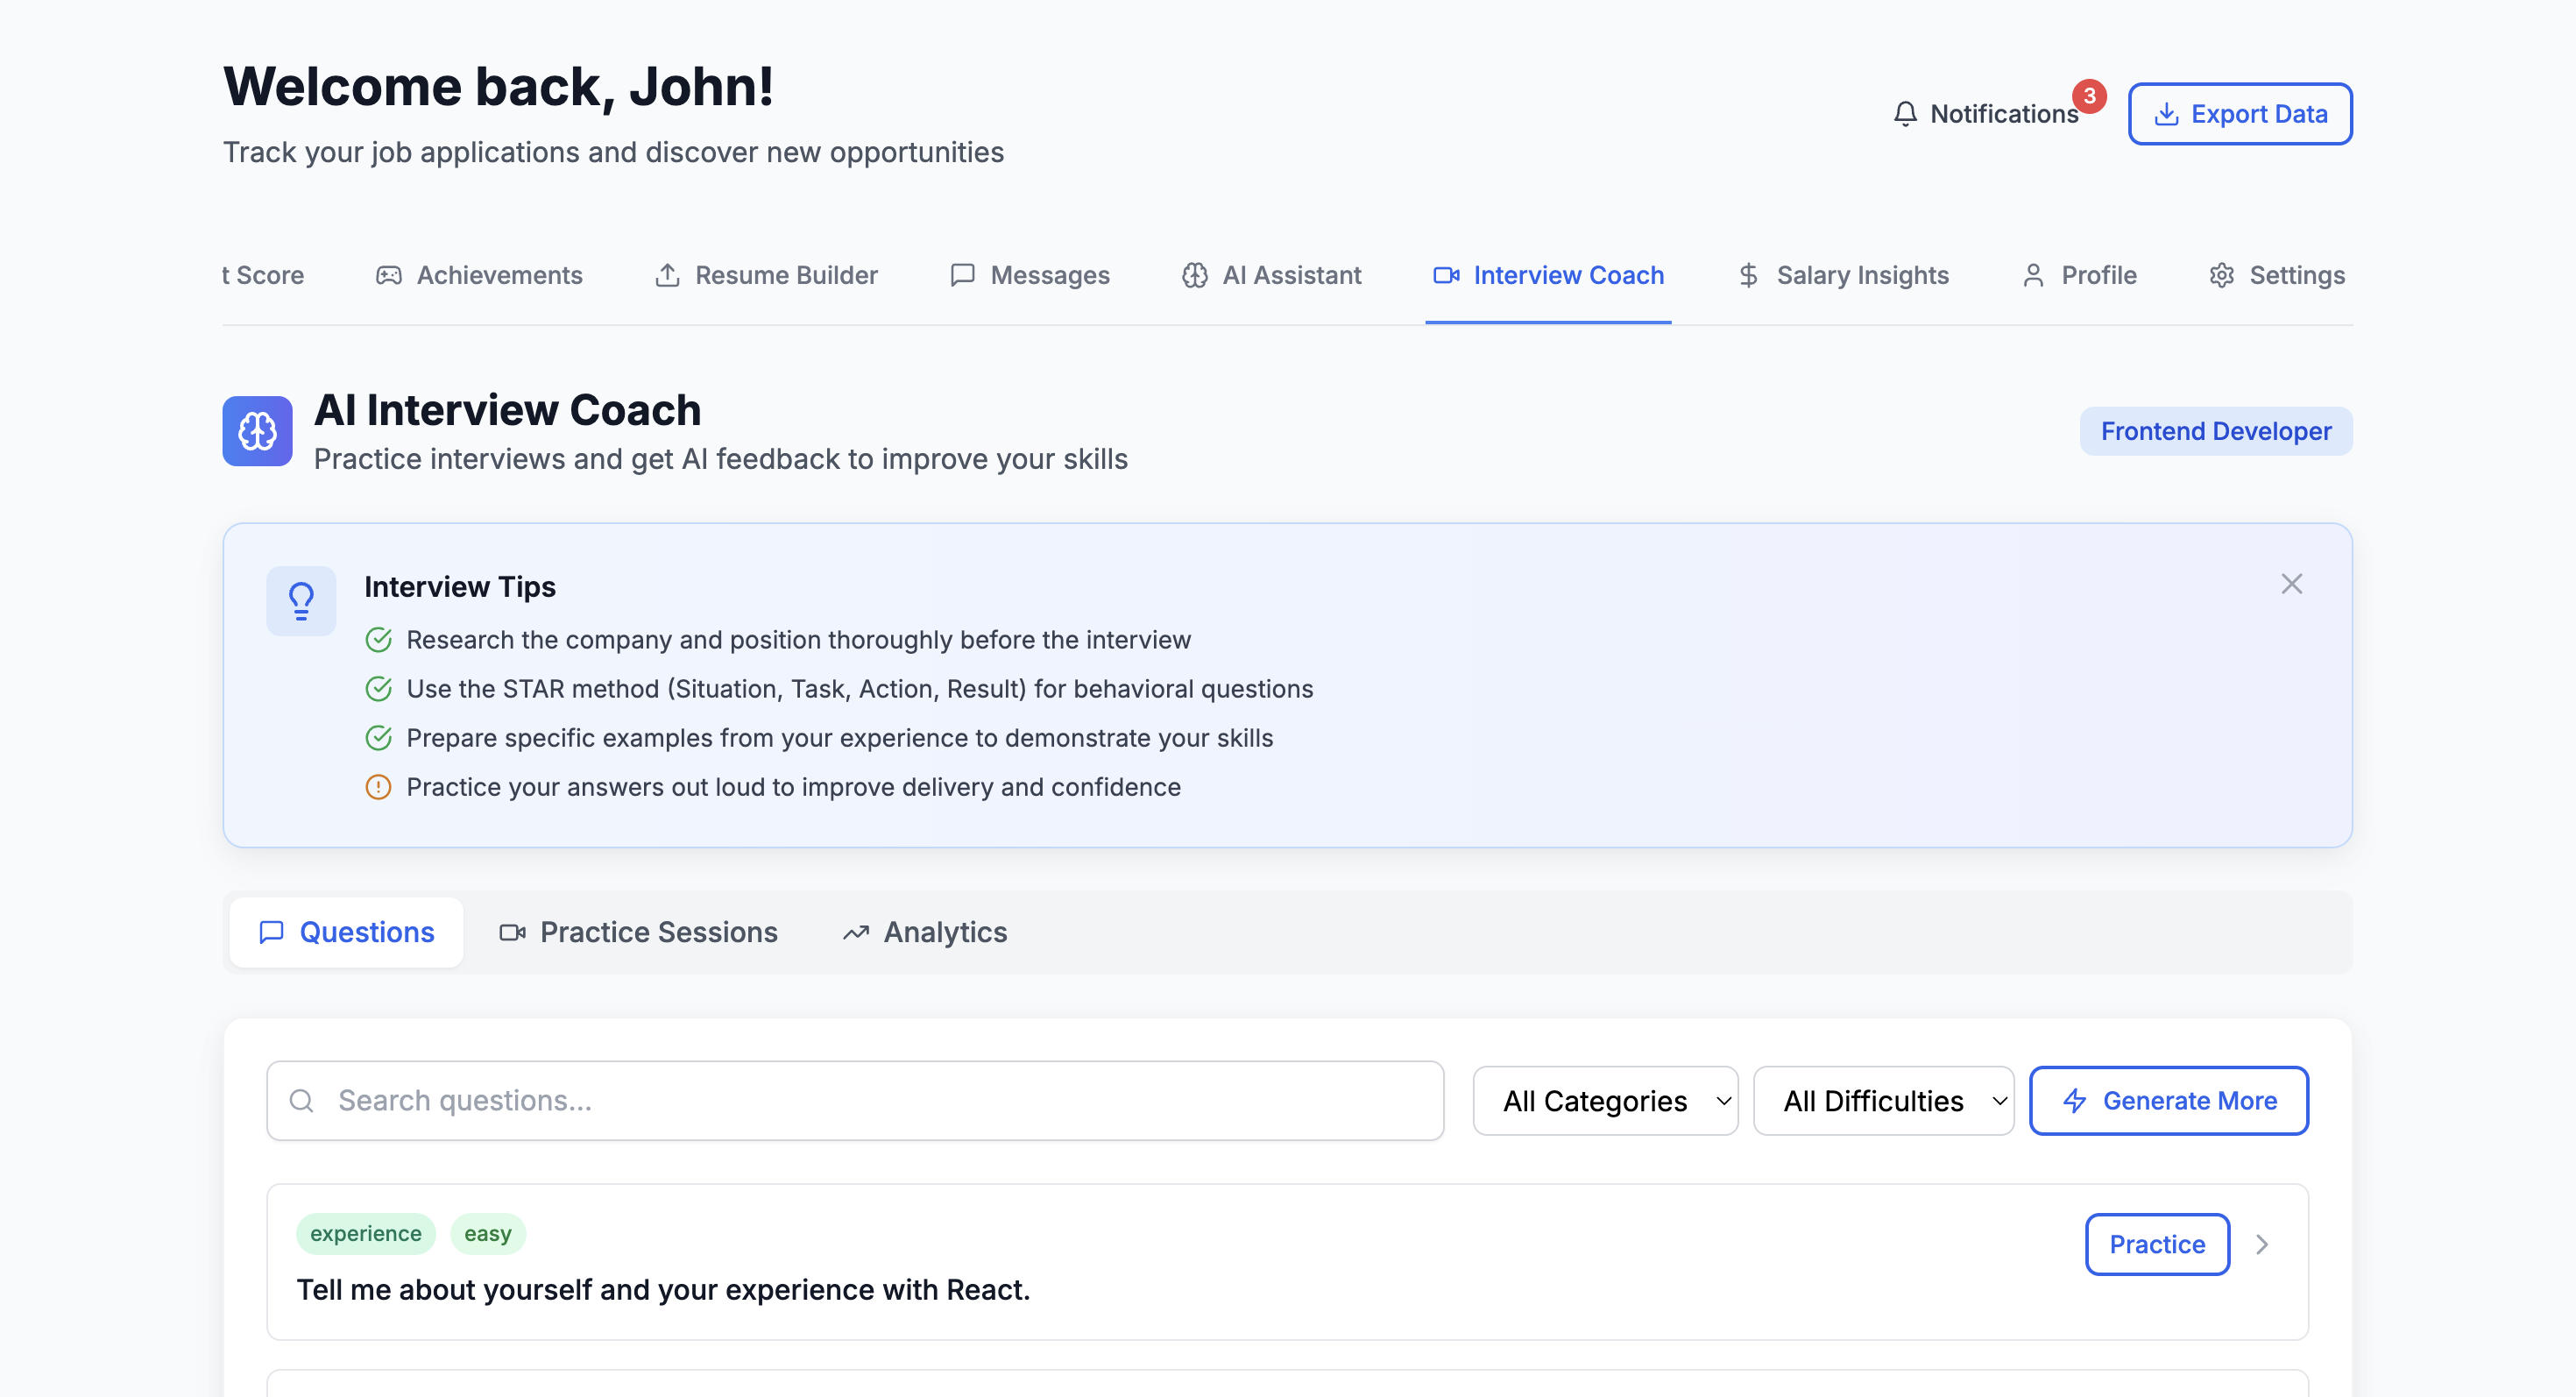 Welcome back, John!
Track your job applications and discover new opportunities
Notifications 3
Export Data
t Score
Achievements
Resume Builder
Messages
AI Assistant
Interview Coach
Salary Insights
Profile
Settings
AI Interview Coach
Practice interviews and get AI feedback to improve your skills
Frontend Developer
Interview Tips
Research the company and position thoroughly before the interview
Use the STAR method (Situation, Task, Action, Result) for behavioral questions
Prepare specific examples from your experience to demonstrate your skills
Practice your answers out loud to improve delivery and confidence
Questions
Practice Sessions
Analytics
Search questions...
All Categories
All Difficulties
Generate More
experience
easy
Practice
Tell me about yourself and your experience with React.